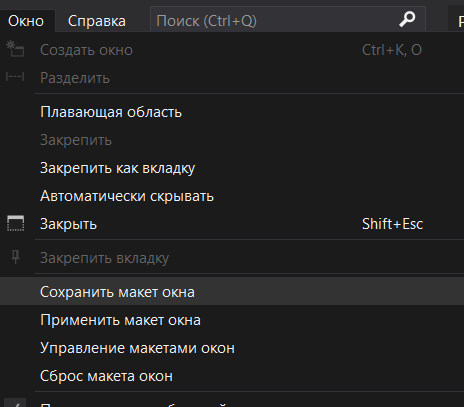 Окно Справка Поиск (Ctrl+Q)
Создать окно Ctrl+K, O
Разделить
Плавающая область
Закрепить
Закрепить как вкладку
Автоматически скрывать
Закрыть Shift+Esc
Закрепить вкладку
Сохранить макет окна
Применить макет окна
Управление макетами окон
Сброс макета окон